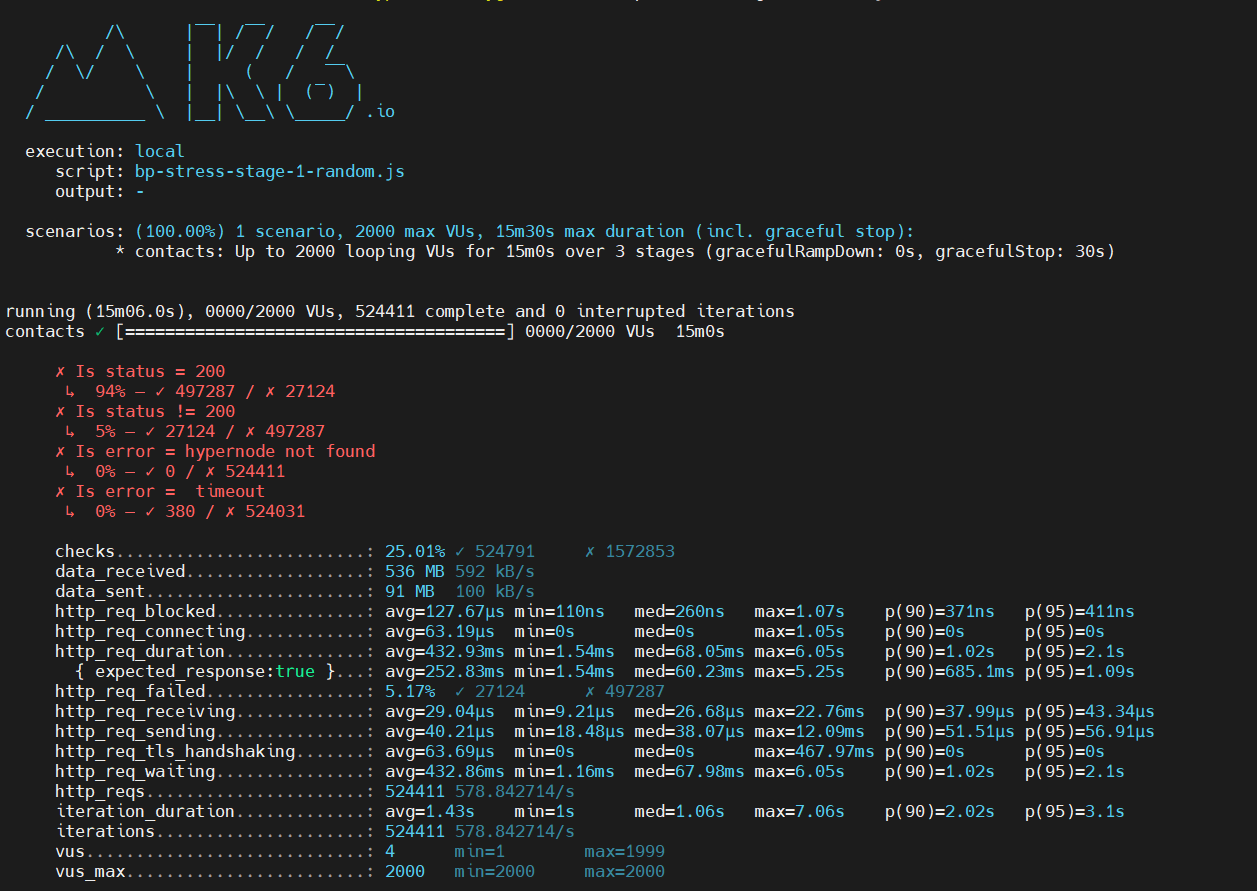 .io
execution: local
script: bp-stress-stage-1-random.js
output: -
scenarios: (100.00%) 1 scenario, 2000 max VUs, 15m30s max duration (incl. graceful stop):
* contacts: Up to 2000 looping VUs for 15m0s over 3 stages (gracefulRampDown: 0s, gracefulStop: 30s)
running (15m06.0s), 0000/2000 VUs, 524411 complete and 0 interrupted iterations
contacts ✓ [======================================] 0000/2000 VUs  15m0s
✗ Is status = 200
↳  94% — ✓ 497287 / ✗ 27124
✗ Is status != 200
↳  5% — ✓ 27124 / ✗ 497287
✗ Is error = hypernode not found
↳  0% — ✓ 0 / ✗ 524411
✗ Is error =  timeout
↳  0% — ✓ 380 / ✗ 524031
checks.........................: 25.01% ✓ 524791     ✗ 1572853
data_received..................: 536 MB 592 kB/s
data_sent......................: 91 MB  100 kB/s
http_req_blocked...............: avg=127.67µs min=110ns   med=260ns   max=1.07s    p(90)=371ns   p(95)=411ns
http_req_connecting............: avg=63.19µs  min=0s      med=0s      max=1.05s    p(90)=0s      p(95)=0s
http_req_duration..............: avg=432.93ms min=1.54ms  med=68.05ms max=6.05s    p(90)=1.02s   p(95)=2.1s
{ expected_response:true }...: avg=252.83ms min=1.54ms  med=60.23ms max=5.25s    p(90)=685.1ms p(95)=1.09s
http_req_failed................: 5.17%  ✓ 27124      ✗ 497287
http_req_receiving.............: avg=29.04µs  min=9.21µs  med=26.68µs max=22.76ms  p(90)=37.99µs p(95)=43.34µs
http_req_sending...............: avg=40.21µs  min=18.48µs med=38.07µs max=12.09ms  p(90)=51.51µs p(95)=56.91µs
http_req_tls_handshaking.......: avg=63.69µs  min=0s      med=0s      max=467.97ms p(90)=0s      p(95)=0s
http_req_waiting...............: avg=432.86ms min=1.16ms  med=67.98ms max=6.05s    p(90)=1.02s   p(95)=2.1s
http_reqs......................: 524411 578.842714/s
iteration_duration.............: avg=1.43s    min=1s      med=1.06s   max=7.06s    p(90)=2.02s   p(95)=3.1s
iterations.....................: 524411 578.842714/s
vus............................: 4      min=1        max=1999
vus_max........................: 2000   min=2000     max=2000